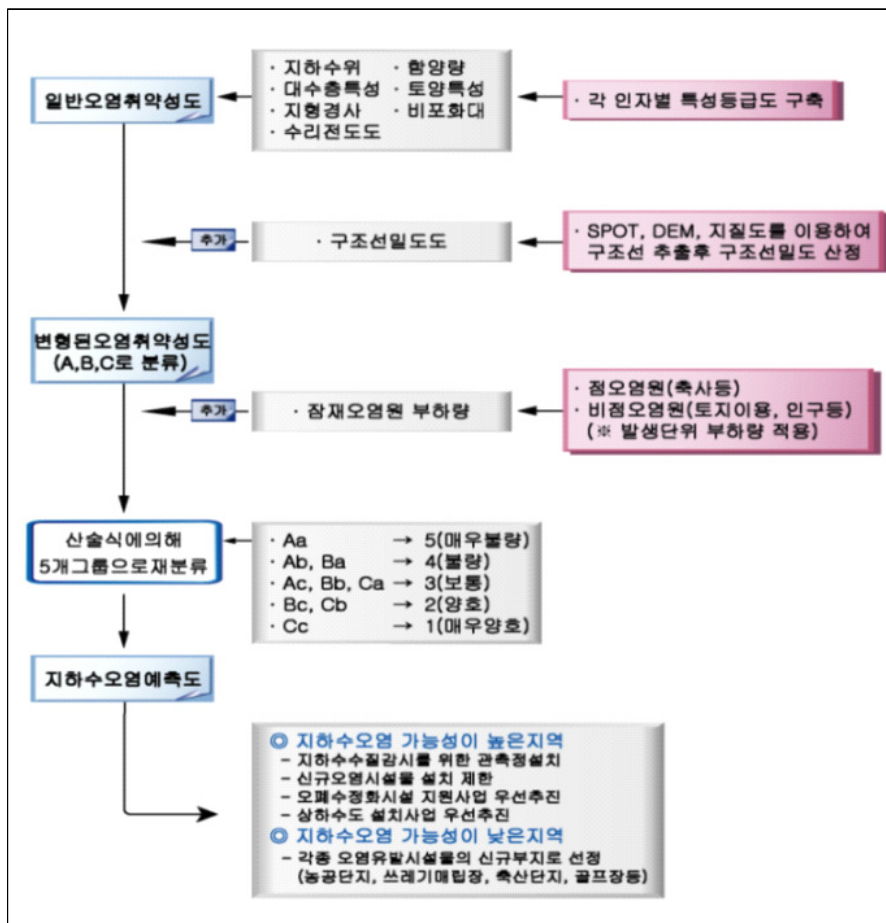 일반오염취약성도
· 지하수위 · 함양량
· 대수층특성 · 토양특성
· 지형경사 · 비포화대
· 수리전도도
· 각 인자별 특성등급도 구축
추가
· 구조선밀도도
· SPOT, DEM, 지질도를 이용하여
구조선 추출후 구조선밀도 산정
변형된오염취약성도
(A,B,C로 분류)
추가
· 잠재오염원 부하량
· 점오염원(축사등)
· 비점오염원(토지이용, 인구등)
(※ 발생단위 부하량 적용)
산술식에의해
5개그룹으로재분류
· Aa → 5(매우불량)
· Ab, Ba → 4(불량)
· Ac, Bb, Ca → 3(보통)
· Bc, Cb → 2(양호)
· Cc → 1(매우양호)
지하수오염예측도
◎ 지하수오염 가능성이 높은지역
– 지하수수질감시를 위한 관측정설치
– 신규오염시설물 설치 제한
– 오폐수정화시설 지원사업 우선추진
– 상하수도 설치사업 우선추진
◎ 지하수오염 가능성이 낮은지역
– 각종 오염유발시설물의 신규부지로 선정
(농공단지, 쓰레기매립장, 축산단지, 골프장등)